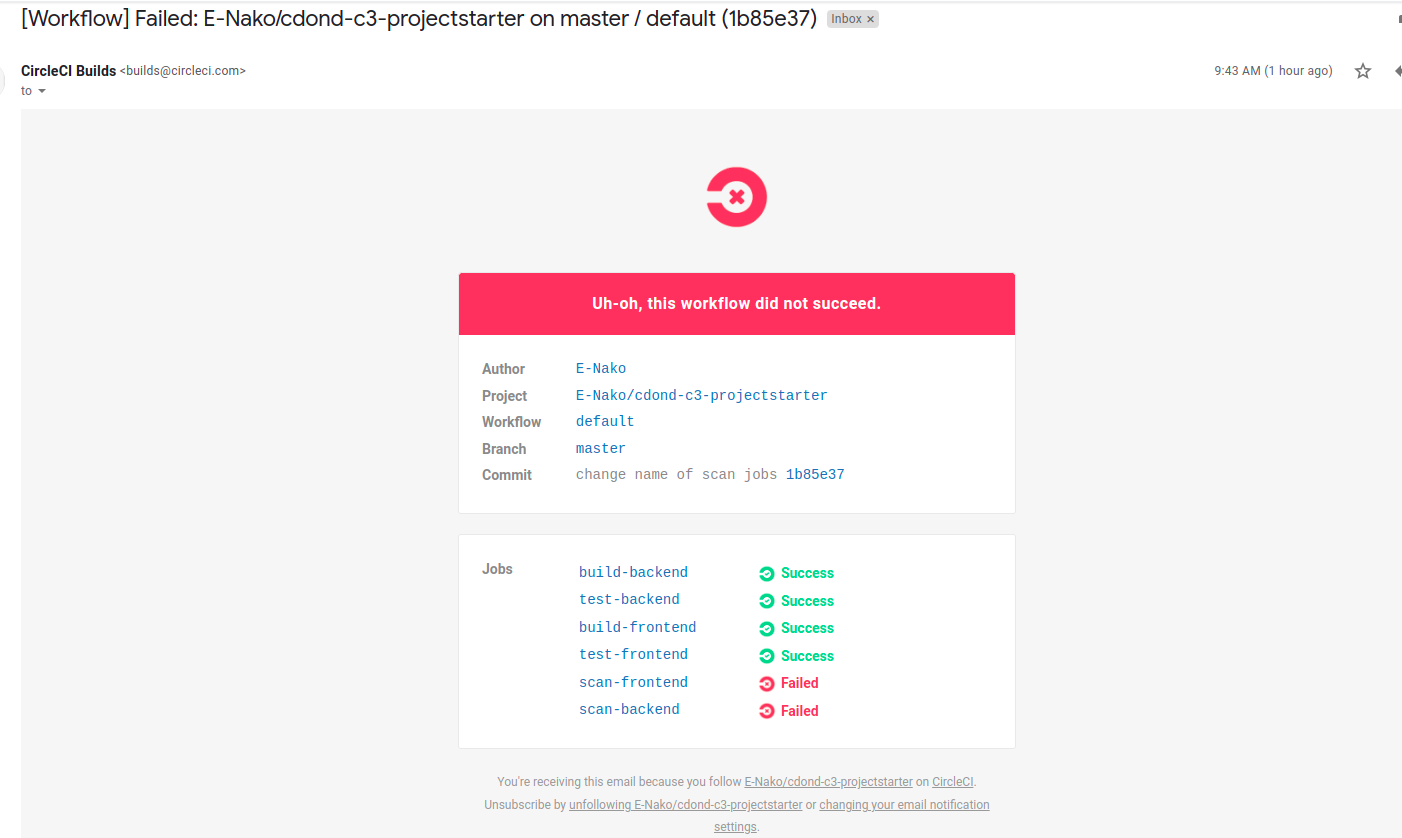 [Workflow] Failed: E-Nako/cdond-c3-projectstarter on master / default (1b85e37) Inbox ×
CircleCI Builds <builds@circleci.com> 9:43 AM (1 hour ago)
to
Uh-oh, this workflow did not succeed.
Author E-Nako
Project E-Nako/cdond-c3-projectstarter
Workflow default
Branch master
Commit change name of scan jobs 1b85e37
Jobs build-backend Success
test-backend Success
build-frontend Success
test-frontend Success
scan-frontend Failed
scan-backend Failed
You're receiving this email because you follow E-Nako/cdond-c3-projectstarter on CircleCI.
Unsubscribe by unfollowing E-Nako/cdond-c3-projectstarter or changing your email notification
settings.